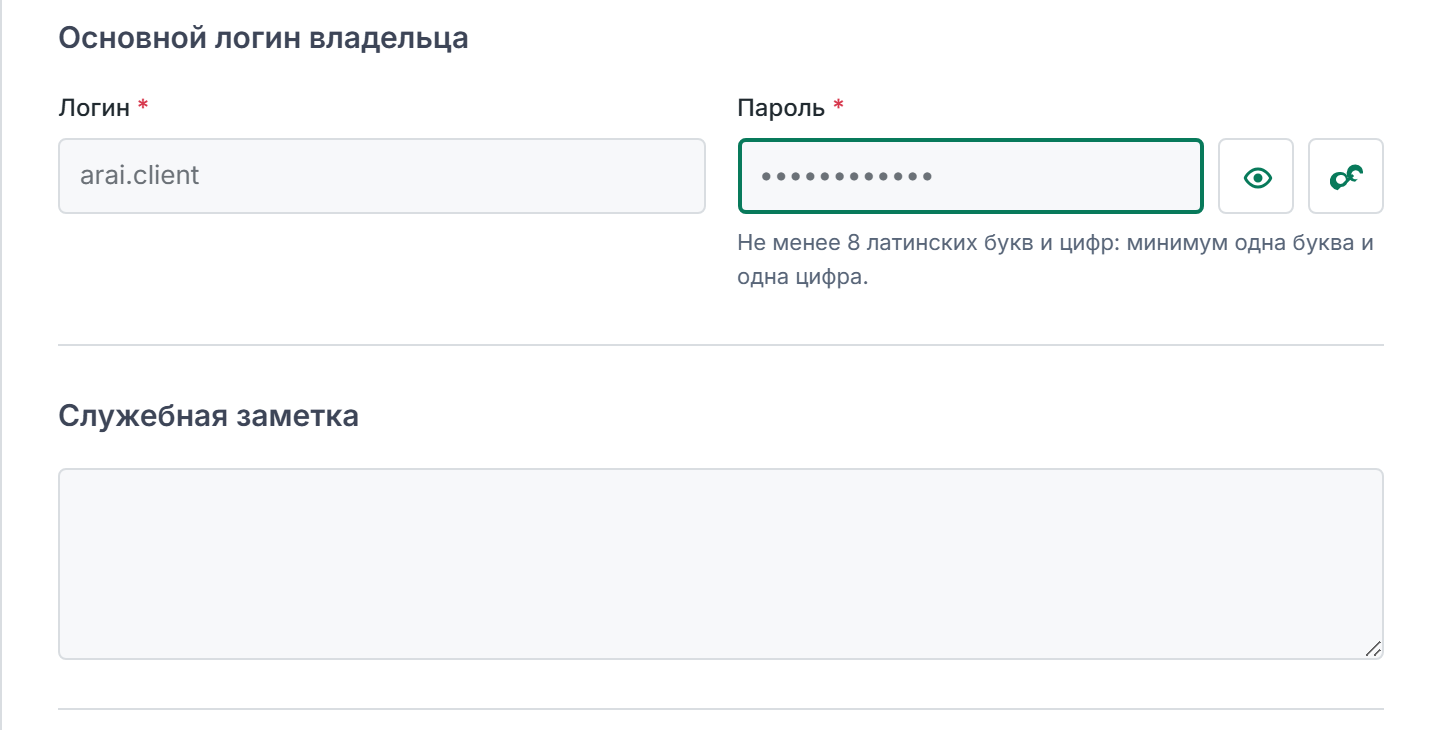 Основной логин владельца
Логин *
Пароль *
arai.client
••••••••••••
Не менее 8 латинских букв и цифр: минимум одна буква и
одна цифра.
Служебная заметка